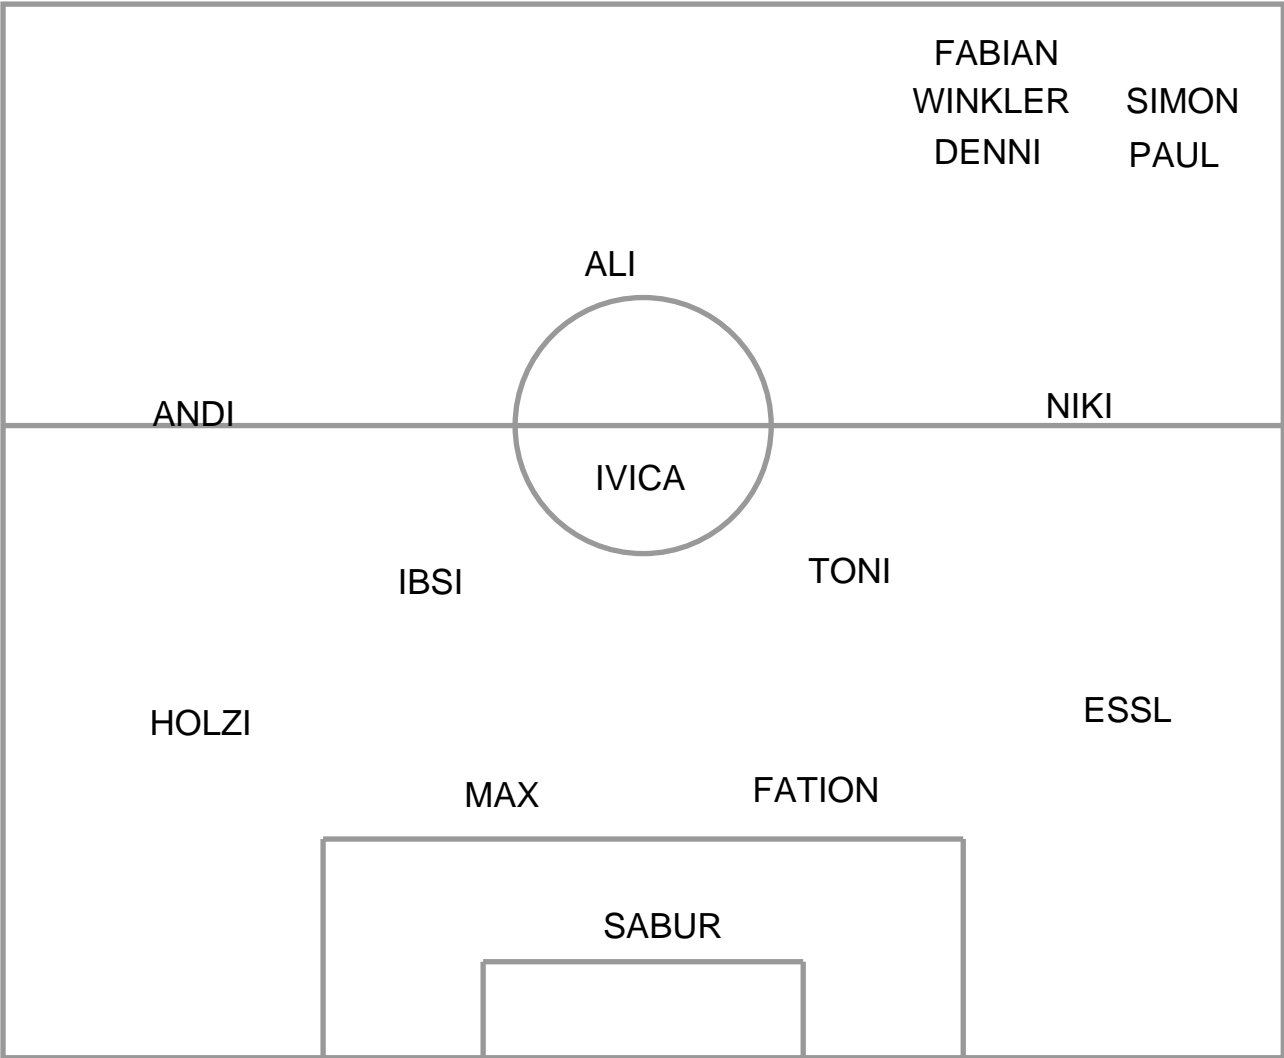 FABIAN
WINKLER SIMON
DENNI PAUL
ALI
ANDI NIKI
IVICA
IBSI TONI
HOLZI ESSL
MAX FATION
SABUR